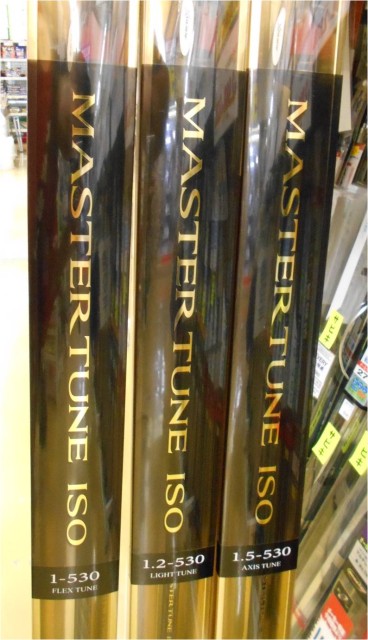 MASTER TUNE ISO
1-530
FLEX TUNE
MASTER TUNE ISO
1.2-530
LIGHT TUNE
MASTER TUNE ISO
1.5-530
AXIS TUNE